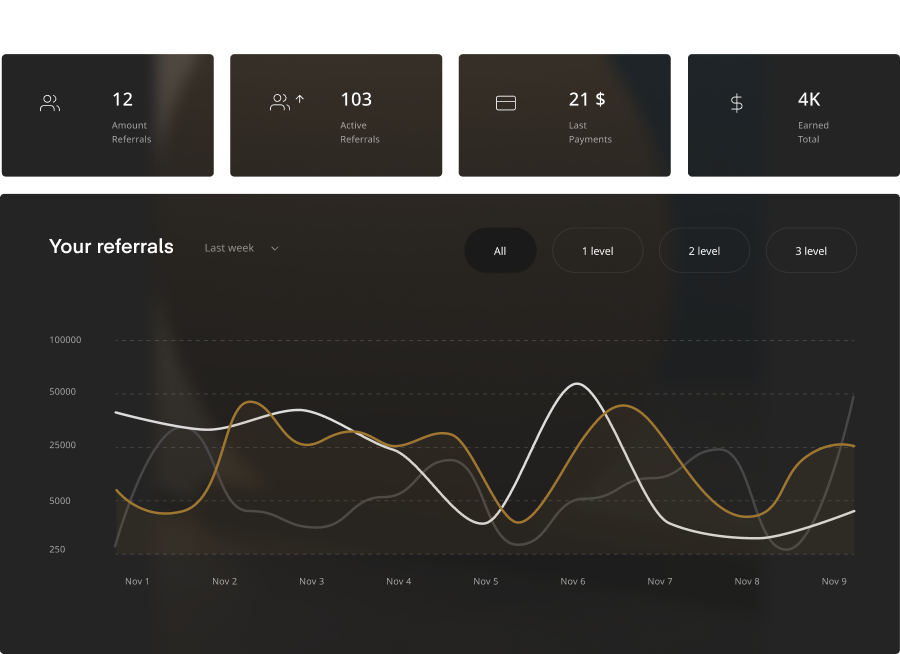 12
Amount
Referrals
103
Active
Referrals
21 $
Last
Payments
4K
Earned
Total
Your referrals
Last week
All
1 level
2 level
3 level
100000
50000
25000
5000
250
Nov 1
Nov 2
Nov 3
Nov 4
Nov 5
Nov 6
Nov 7
Nov 8
Nov 9